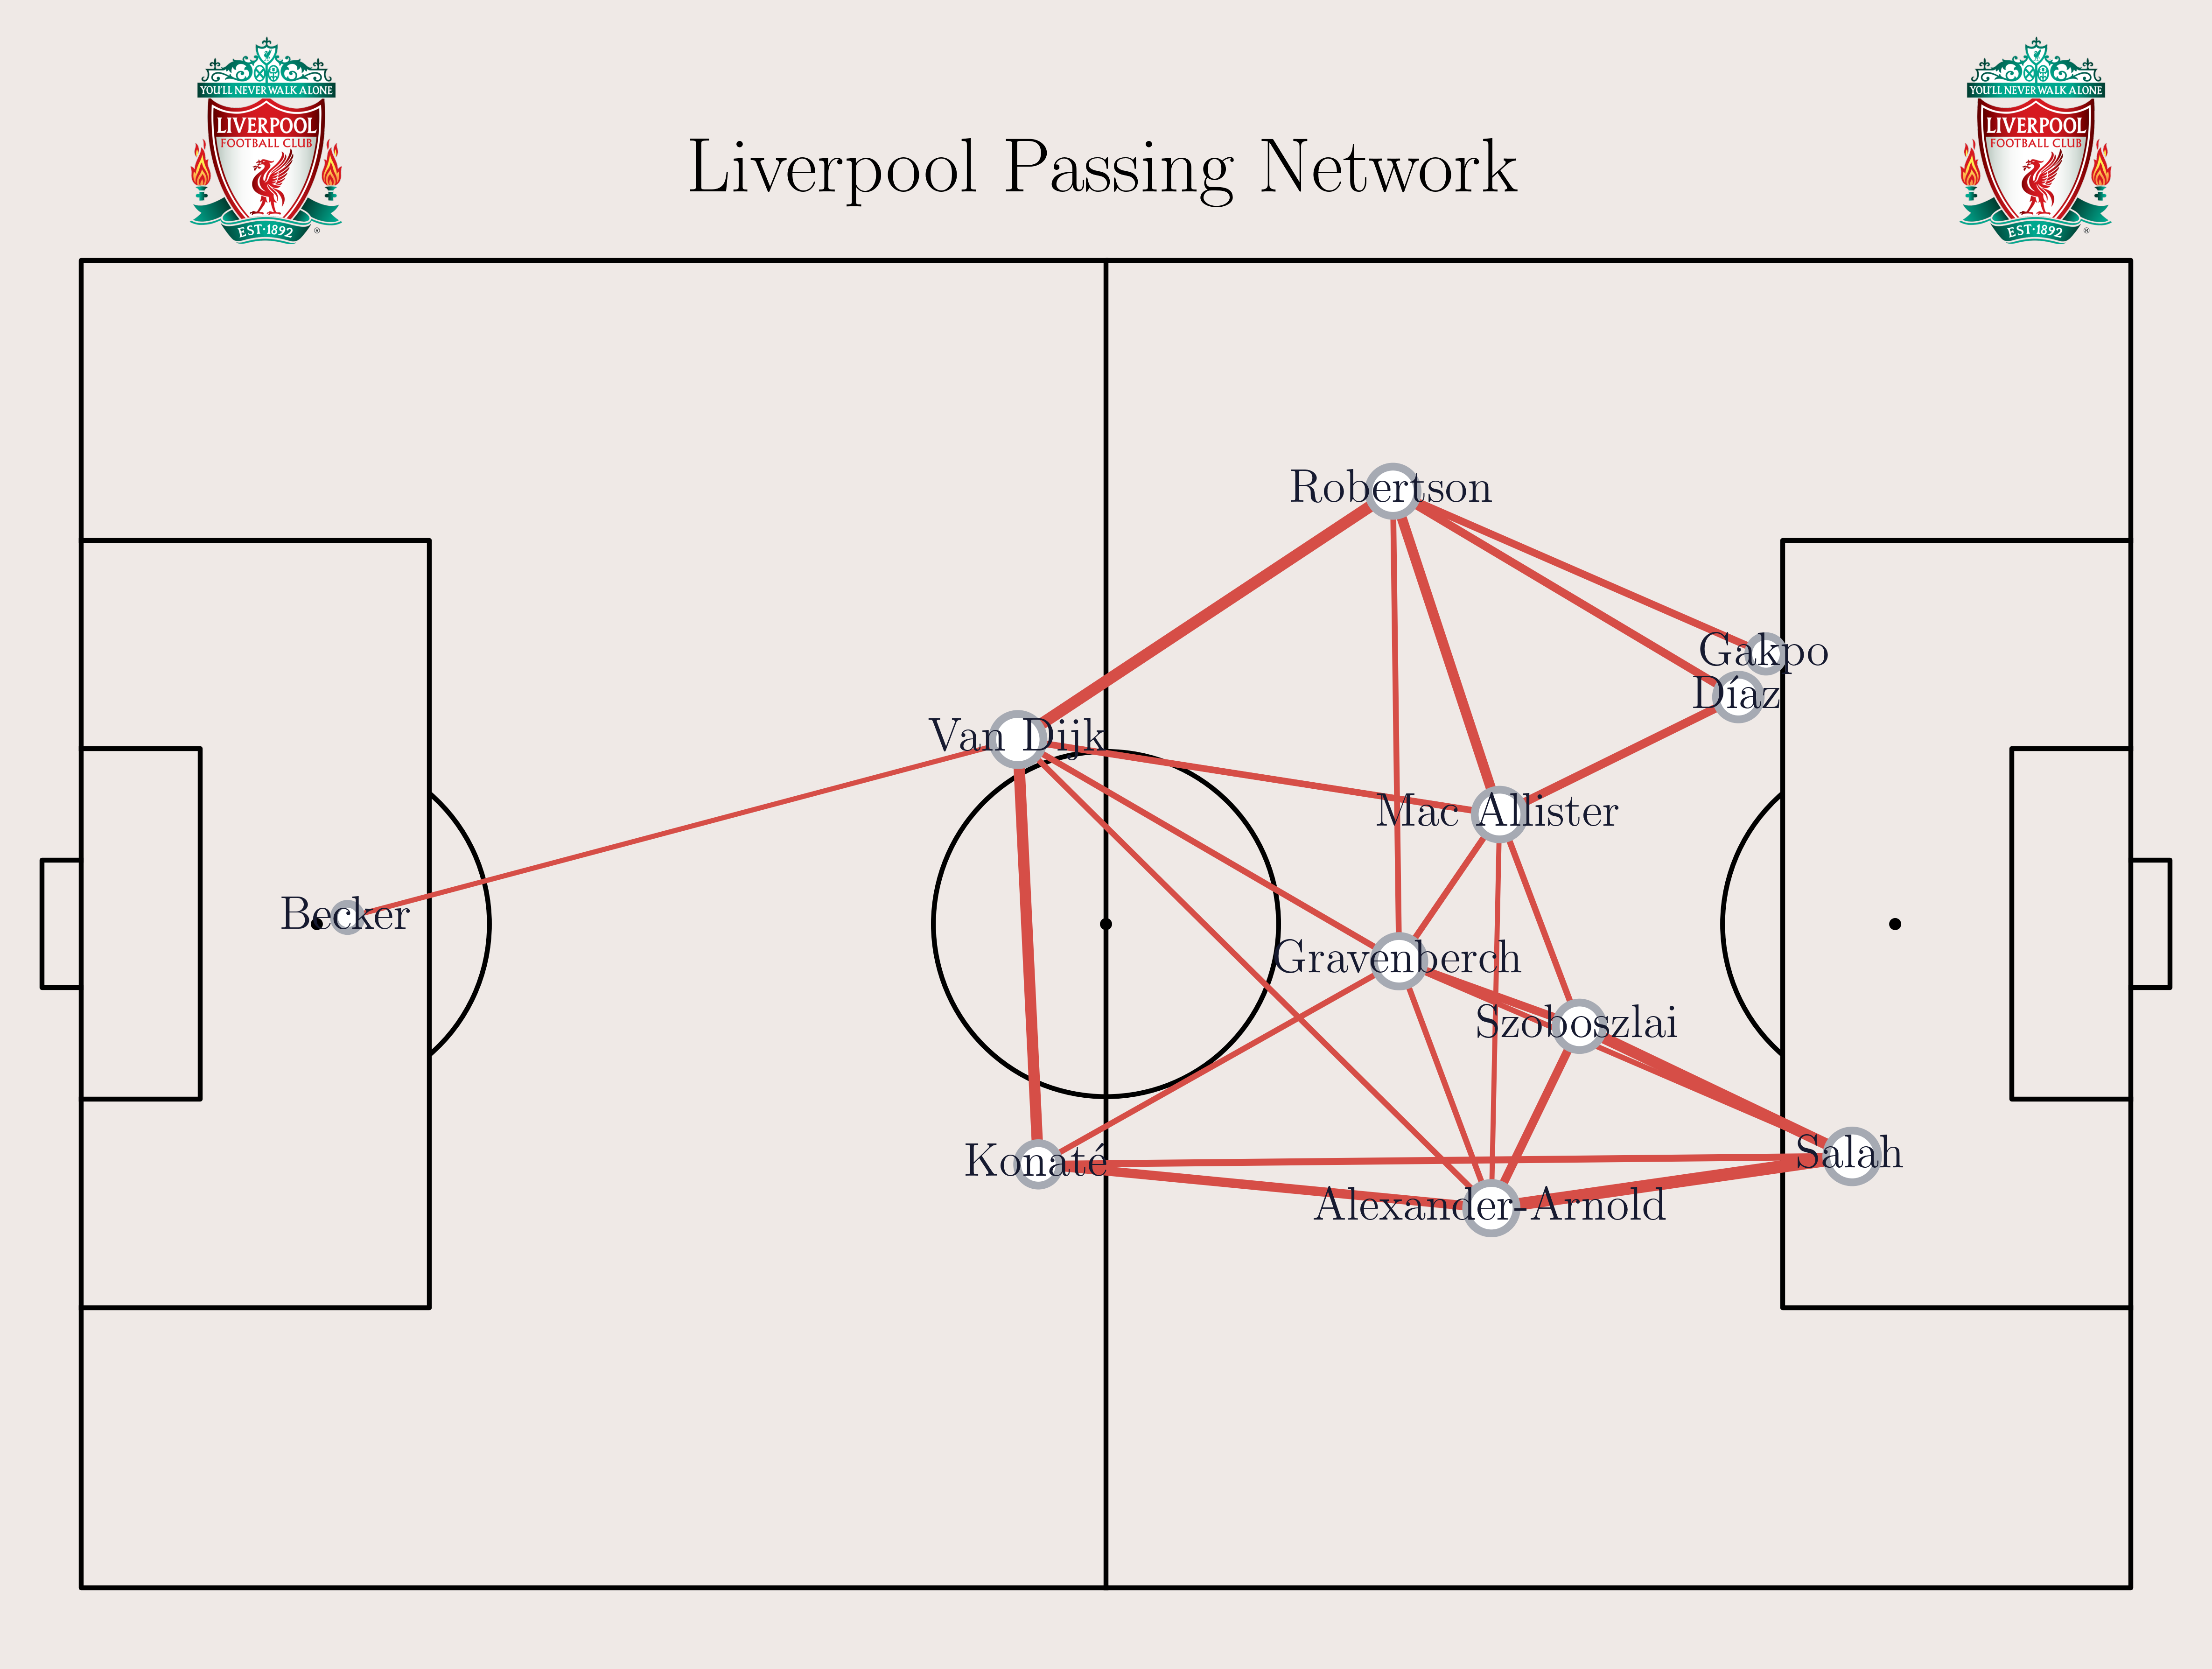 YOU'LL NEVER WALK ALONE
LIVERPOOL
FOOTBALL CLUB
EST·1892
®
YOU'LL NEVER WALK ALONE
LIVERPOOL
FOOTBALL CLUB
EST·1892
®
Liverpool Passing Network
Robertson
Gakpo
Díaz
Van Dijk
Mac Allister
Becker
Gravenberch
Szoboszlai
Konaté
Salah
Alexander-Arnold